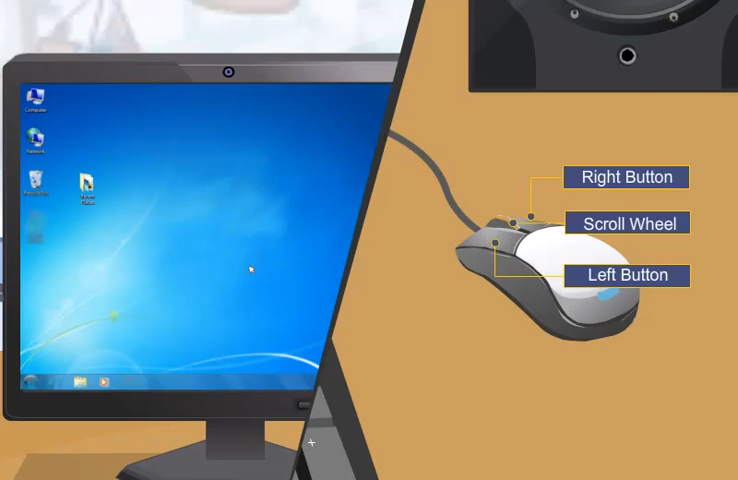 Computer
Network
Right Button
Scroll Wheel
Left Button